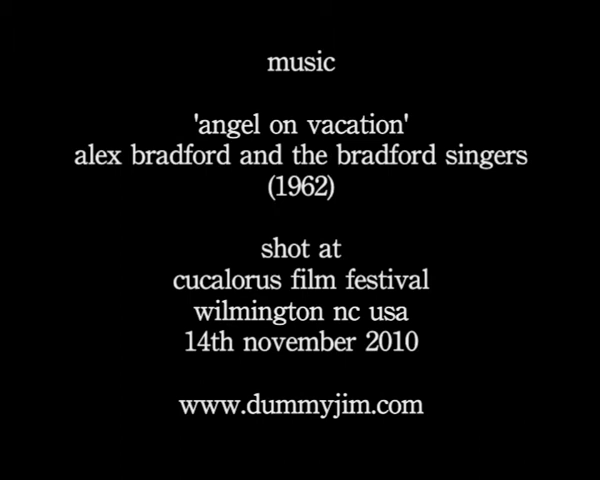 music
'angel on vacation'
alex bradford and the bradford singers
(1962)
shot at
cucalorus film festival
wilmington nc usa
14th november 2010
www.dummyjim.com